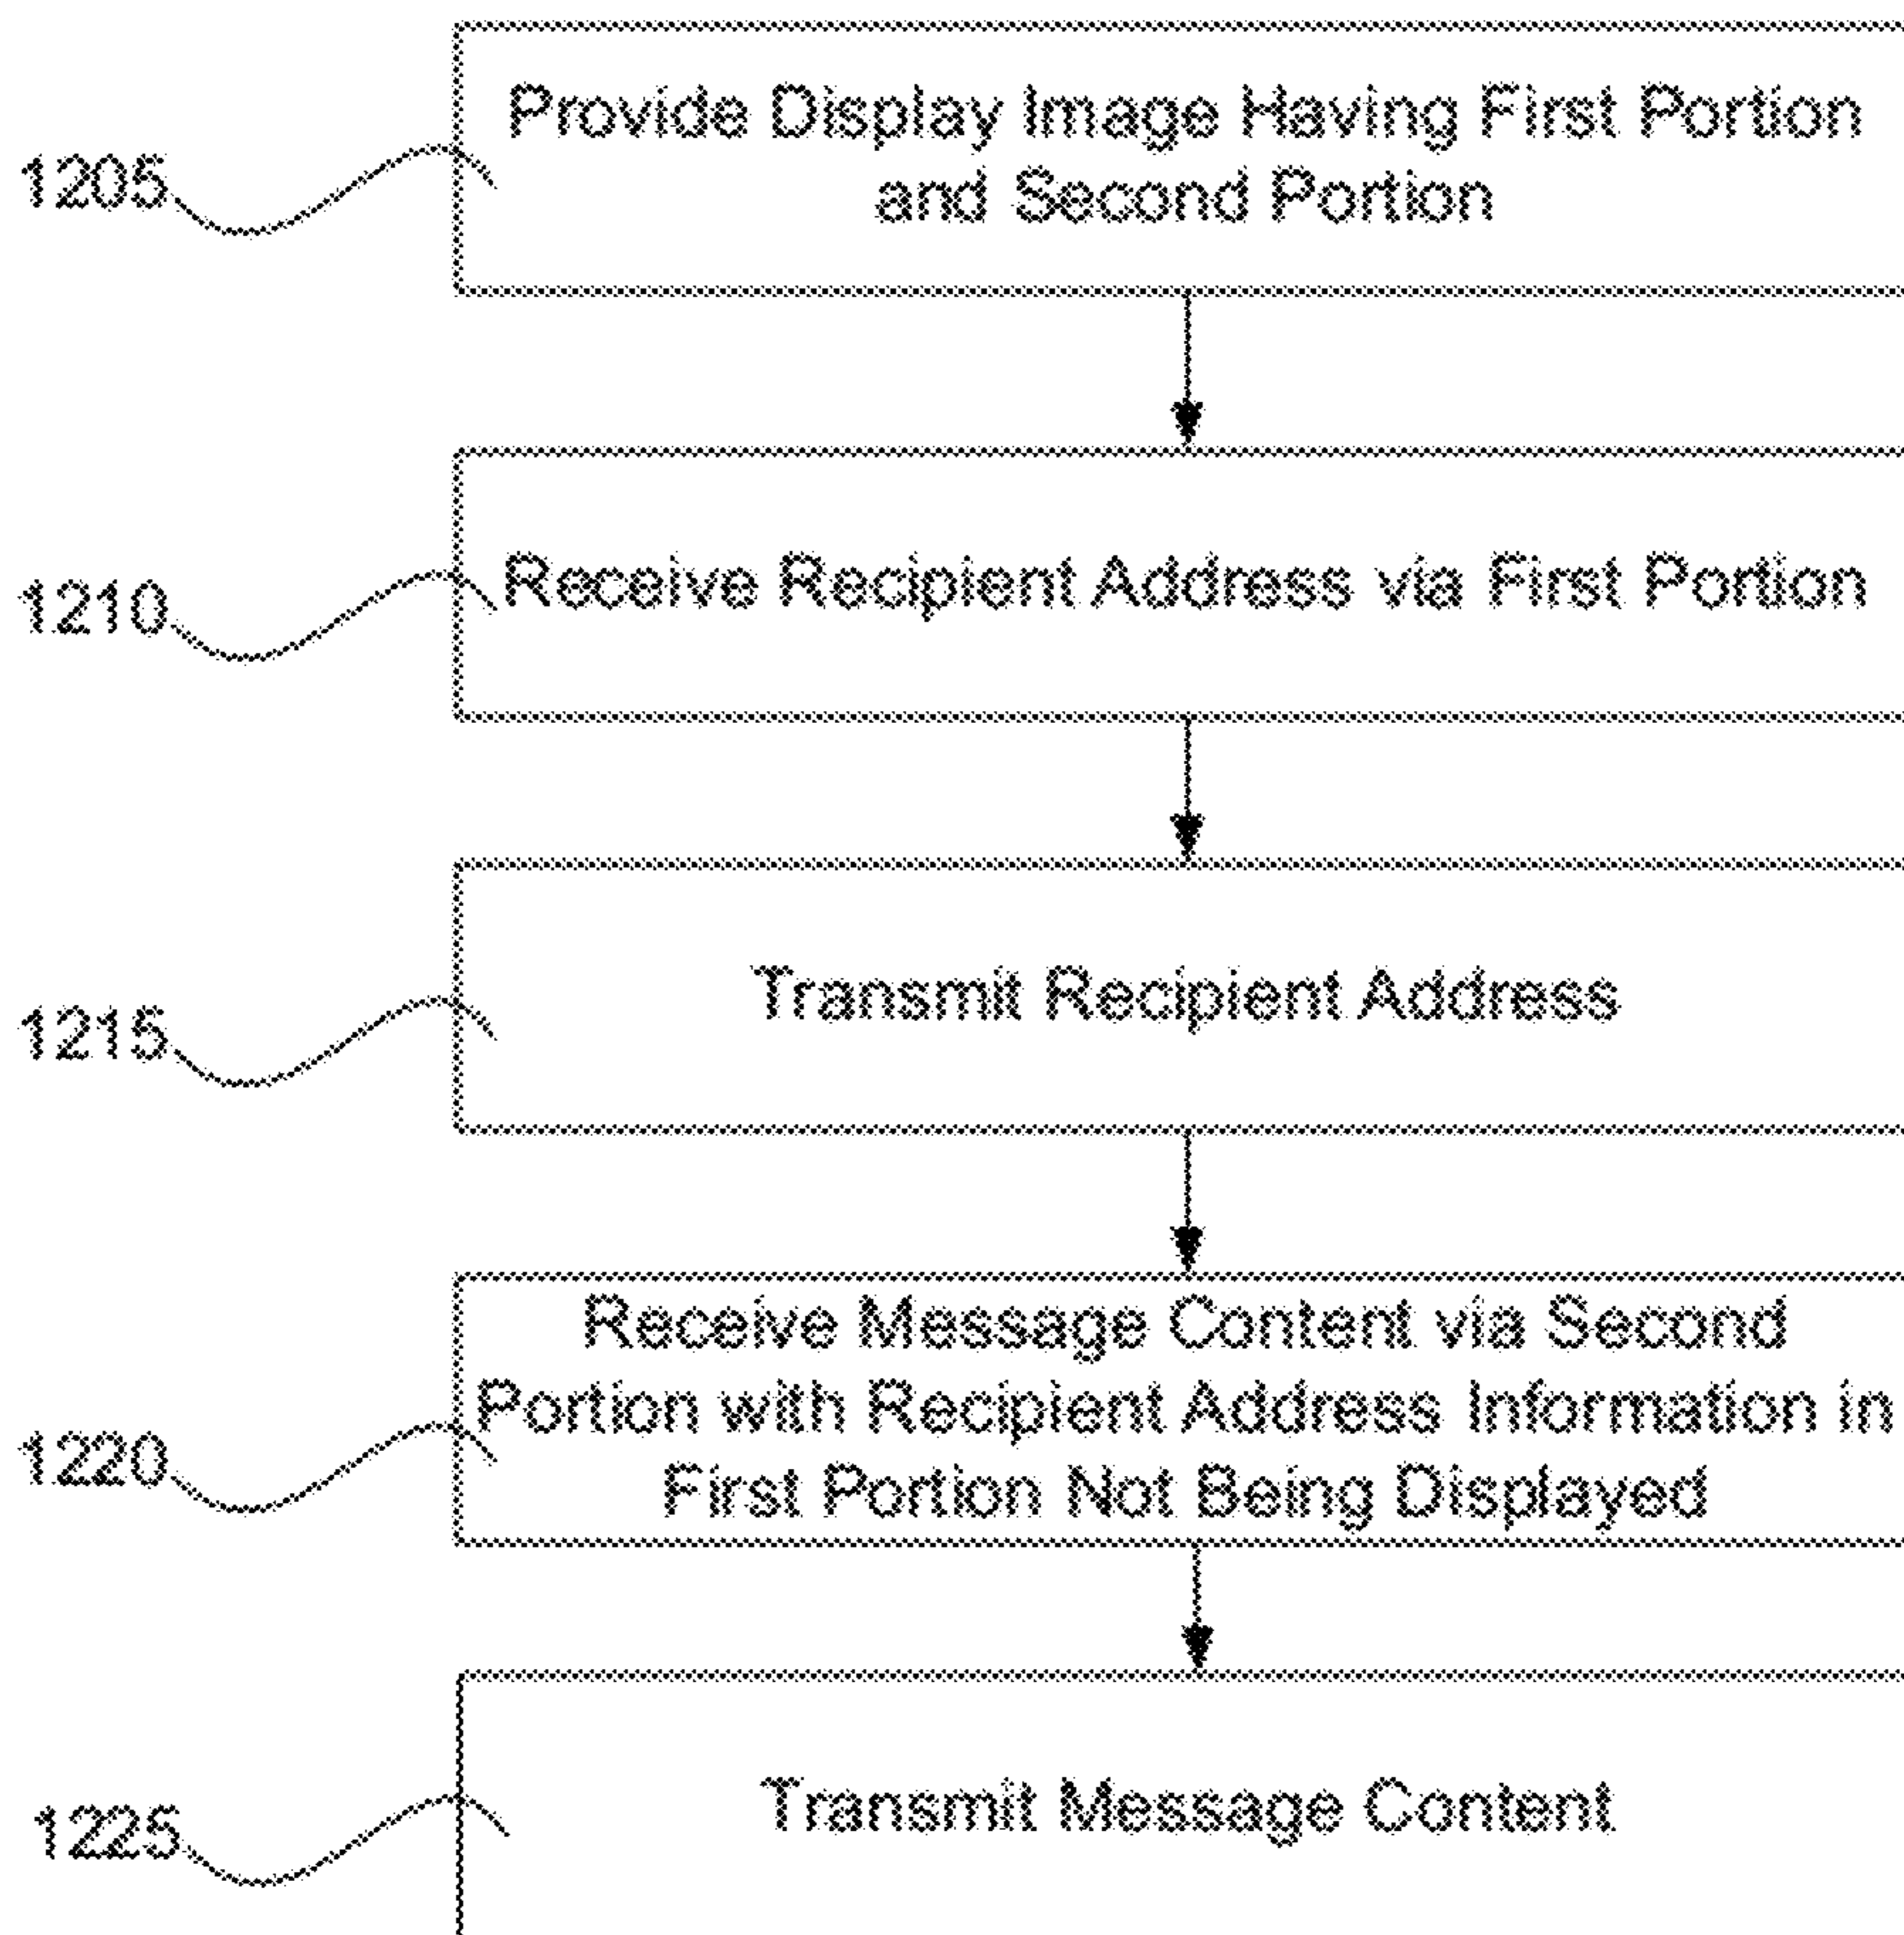 Provide Display Image Having First Portion
and Second Portion
1205
Receive Recipient Address via First Portion
1210
Transmit Recipient Address
1215
Receive Message Content via Second
Portion with Recipient Address Information in
First Portion Not Being Displayed
1220
Transmit Message Content
1225